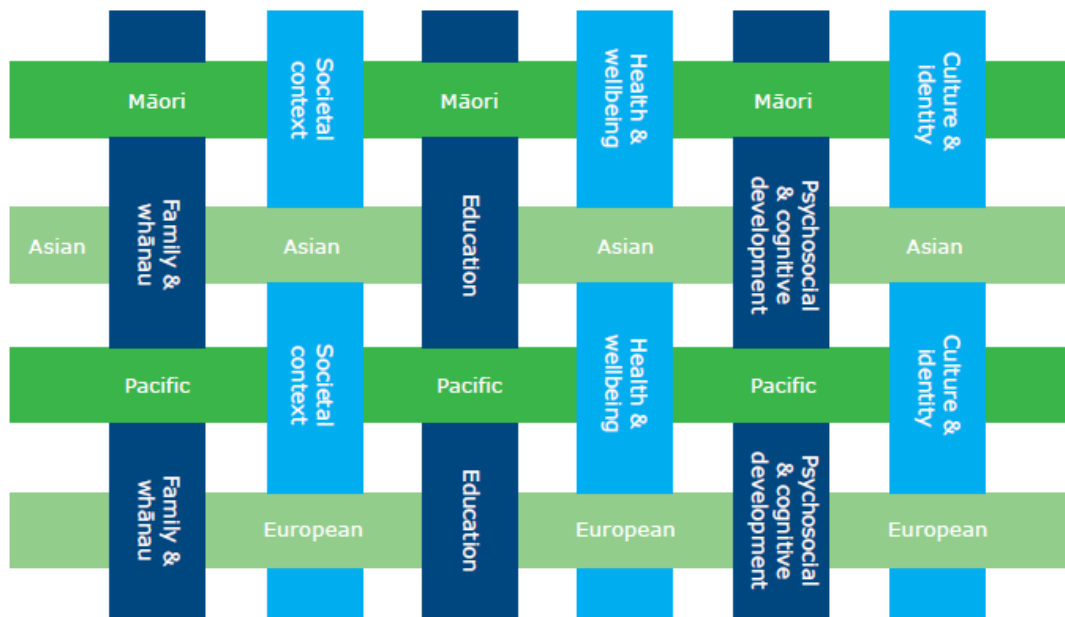 Māori
Societal
context
Māori
Health &
wellbeing
Māori
Culture &
identity
Asian
Family &
whānau
Asian
Education
Asian
Psychosocial
& cognitive
development
Asian
Pacific
Societal
context
Pacific
Health &
wellbeing
Pacific
Culture &
identity
Family &
whānau
European
Education
European
Psychosocial
& cognitive
development
European